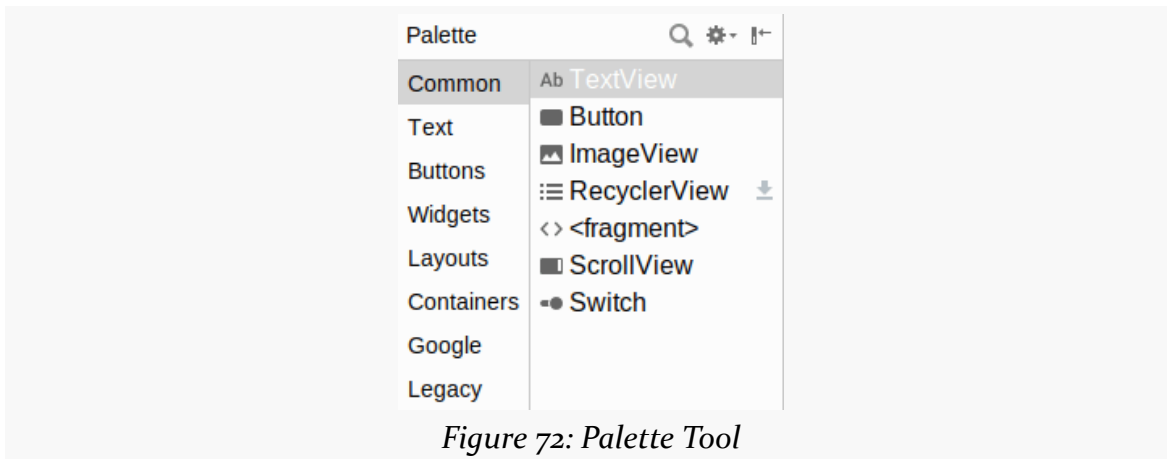 Palette
Common
Text
Buttons
Widgets
Layouts
Containers
Google
Legacy
Ab TextView
Button
ImageView
RecyclerView
<> <fragment>
ScrollView
Switch
Figure 72: Palette Tool